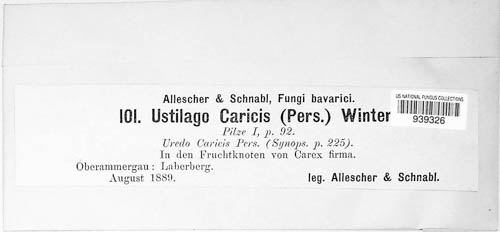 Allescher & Schnabl, Fungi bavarici.
101. Ustilago Caricis (Pers.) Winter
Pilze I, p. 92.
Uredo Caricis Pers. (Synops. p. 225).
In den Fruchtknoten von Carex firma.
Oberammergau: Laberberg.
August 1889.
leg. Allescher & Schnabl.
US NATIONAL FUNGUS COLLECTIONS
939326